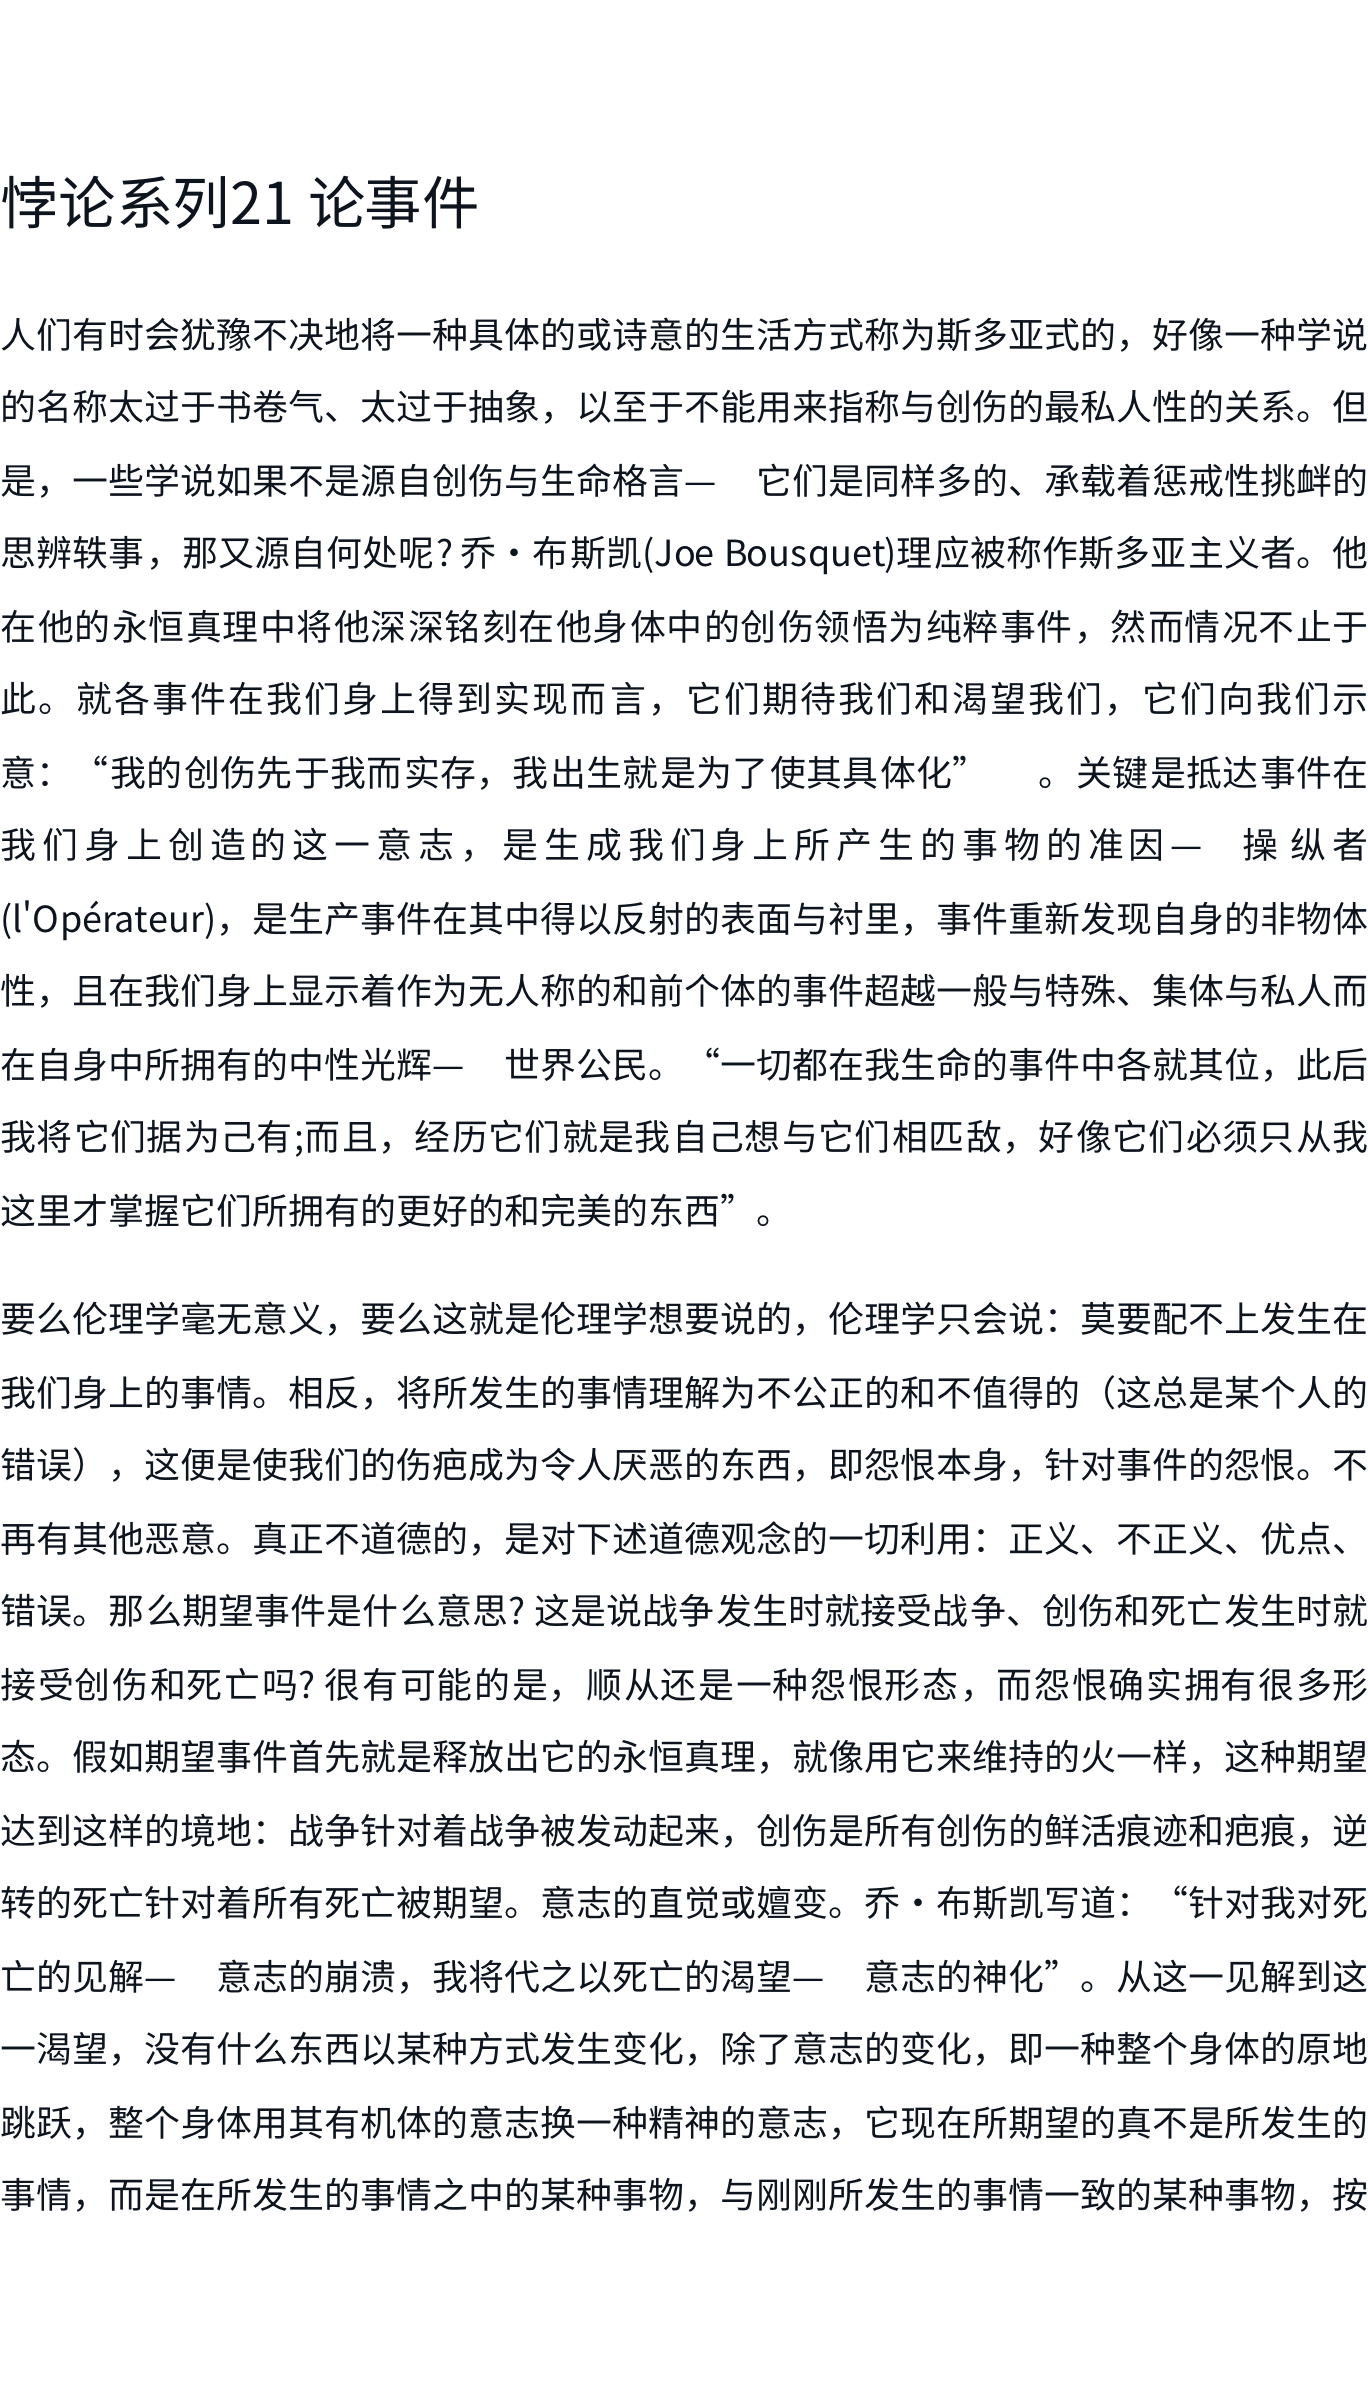 悖论系列21 论事件
人们有时会犹豫不决地将一种具体的或诗意的生活方式称为斯多亚式的，好像一种学说
的名称太过于书卷气、太过于抽象，以至于不能用来指称与创伤的最私人性的关系。但
是，一些学说如果不是源自创伤与生命格言—　它们是同样多的、承载着惩戒性挑衅的
思辨轶事，那又源自何处呢? 乔・布斯凯(Joe Bousquet)理应被称作斯多亚主义者。他
在他的永恒真理中将他深深铭刻在他身体中的创伤领悟为纯粹事件，然而情况不止于
此。就各事件在我们身上得到实现而言，它们期待我们和渴望我们，它们向我们示
意：“我的创伤先于我而实存，我出生就是为了使其具体化”　　。关键是抵达事件在
我们身上创造的这一意志，是生成我们身上所产生的事物的准因—　操 纵者
(l'Opérateur)，是生产事件在其中得以反射的表面与衬里，事件重新发现自身的非物体
性，且在我们身上显示着作为无人称的和前个体的事件超越一般与特殊、集体与私人而
在自身中所拥有的中性光辉—　世界公民。“一切都在我生命的事件中各就其位，此后
我将它们据为己有;而且，经历它们就是我自己想与它们相匹敌，好像它们必须只从我
这里才掌握它们所拥有的更好的和完美的东西”。
要么伦理学毫无意义，要么这就是伦理学想要说的，伦理学只会说：莫要配不上发生在
我们身上的事情。相反，将所发生的事情理解为不公正的和不值得的（这总是某个人的
错误），这便是使我们的伤疤成为令人厌恶的东西，即怨恨本身，针对事件的怨恨。不
再有其他恶意。真正不道德的，是对下述道德观念的一切利用：正义、不正义、优点、
错误。那么期望事件是什么意思? 这是说战争发生时就接受战争、创伤和死亡发生时就
接受创伤和死亡吗? 很有可能的是，顺从还是一种怨恨形态，而怨恨确实拥有很多形
态。假如期望事件首先就是释放出它的永恒真理，就像用它来维持的火一样，这种期望
达到这样的境地：战争针对着战争被发动起来，创伤是所有创伤的鲜活痕迹和疤痕，逆
转的死亡针对着所有死亡被期望。意志的直觉或嬗变。乔・布斯凯写道：“针对我对死
亡的见解—　意志的崩溃，我将代之以死亡的渴望—　意志的神化”。从这一见解到这
一渴望，没有什么东西以某种方式发生变化，除了意志的变化，即一种整个身体的原地
跳跃，整个身体用其有机体的意志换一种精神的意志，它现在所期望的真不是所发生的
事情，而是在所发生的事情之中的某种事物，与刚刚所发生的事情一致的某种事物，按